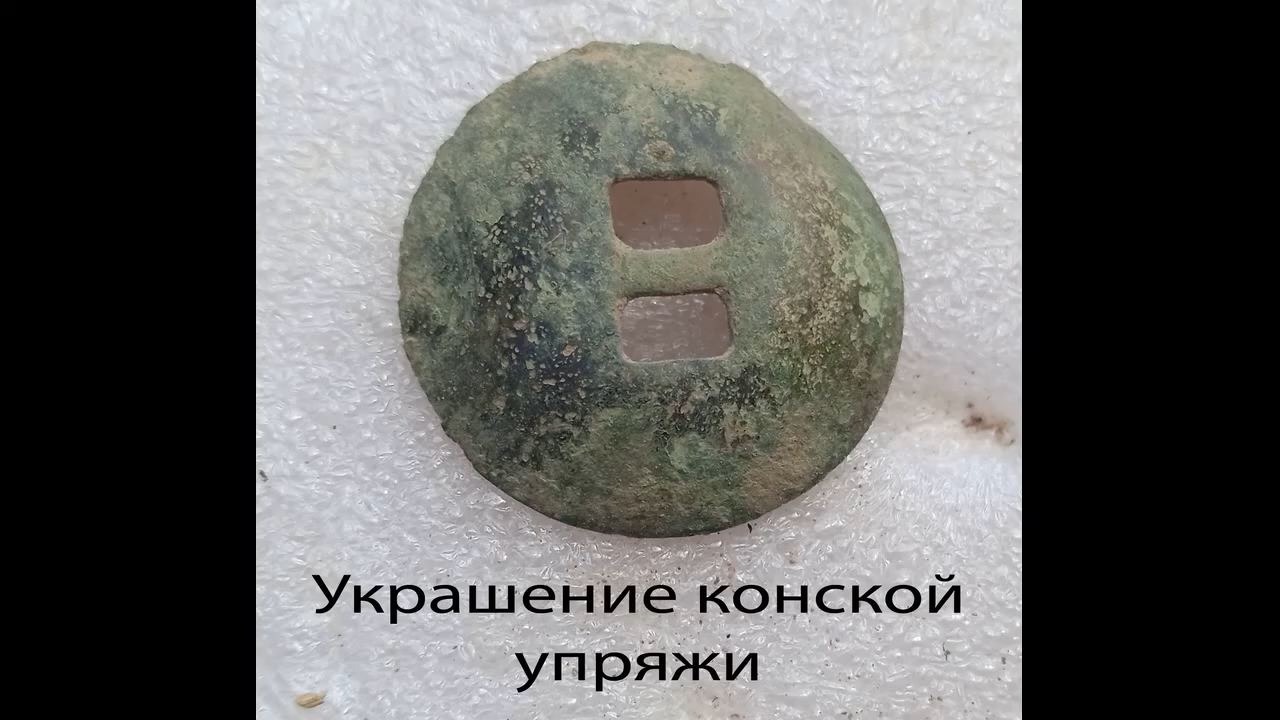 Украшение конской
упряжи